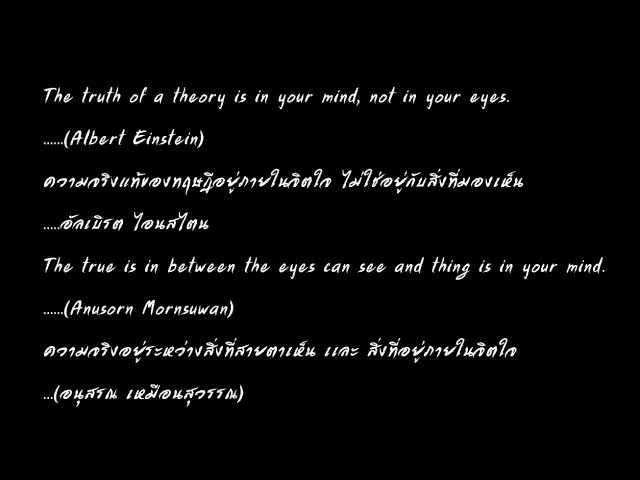 The truth of a theory is in your mind, not in your eyes.
......(Albert Einstein)
ความจริงแท้ของทฤษฎีอยู่ภายในจิตใจ ไม่ใช่อยู่กับสิ่งที่มองเห็น
.....อัลเบิรต ไอนสไตน
The true is in between the eyes can see and thing is in your mind.
......(Anusorn Mornsuwan)
ความจริงอยู่ระหว่างสิ่งที่สายตาเห็น และ สิ่งที่อยู่ภายในจิตใจ
...(อนุสรณ เหมือนสุวรรณ)